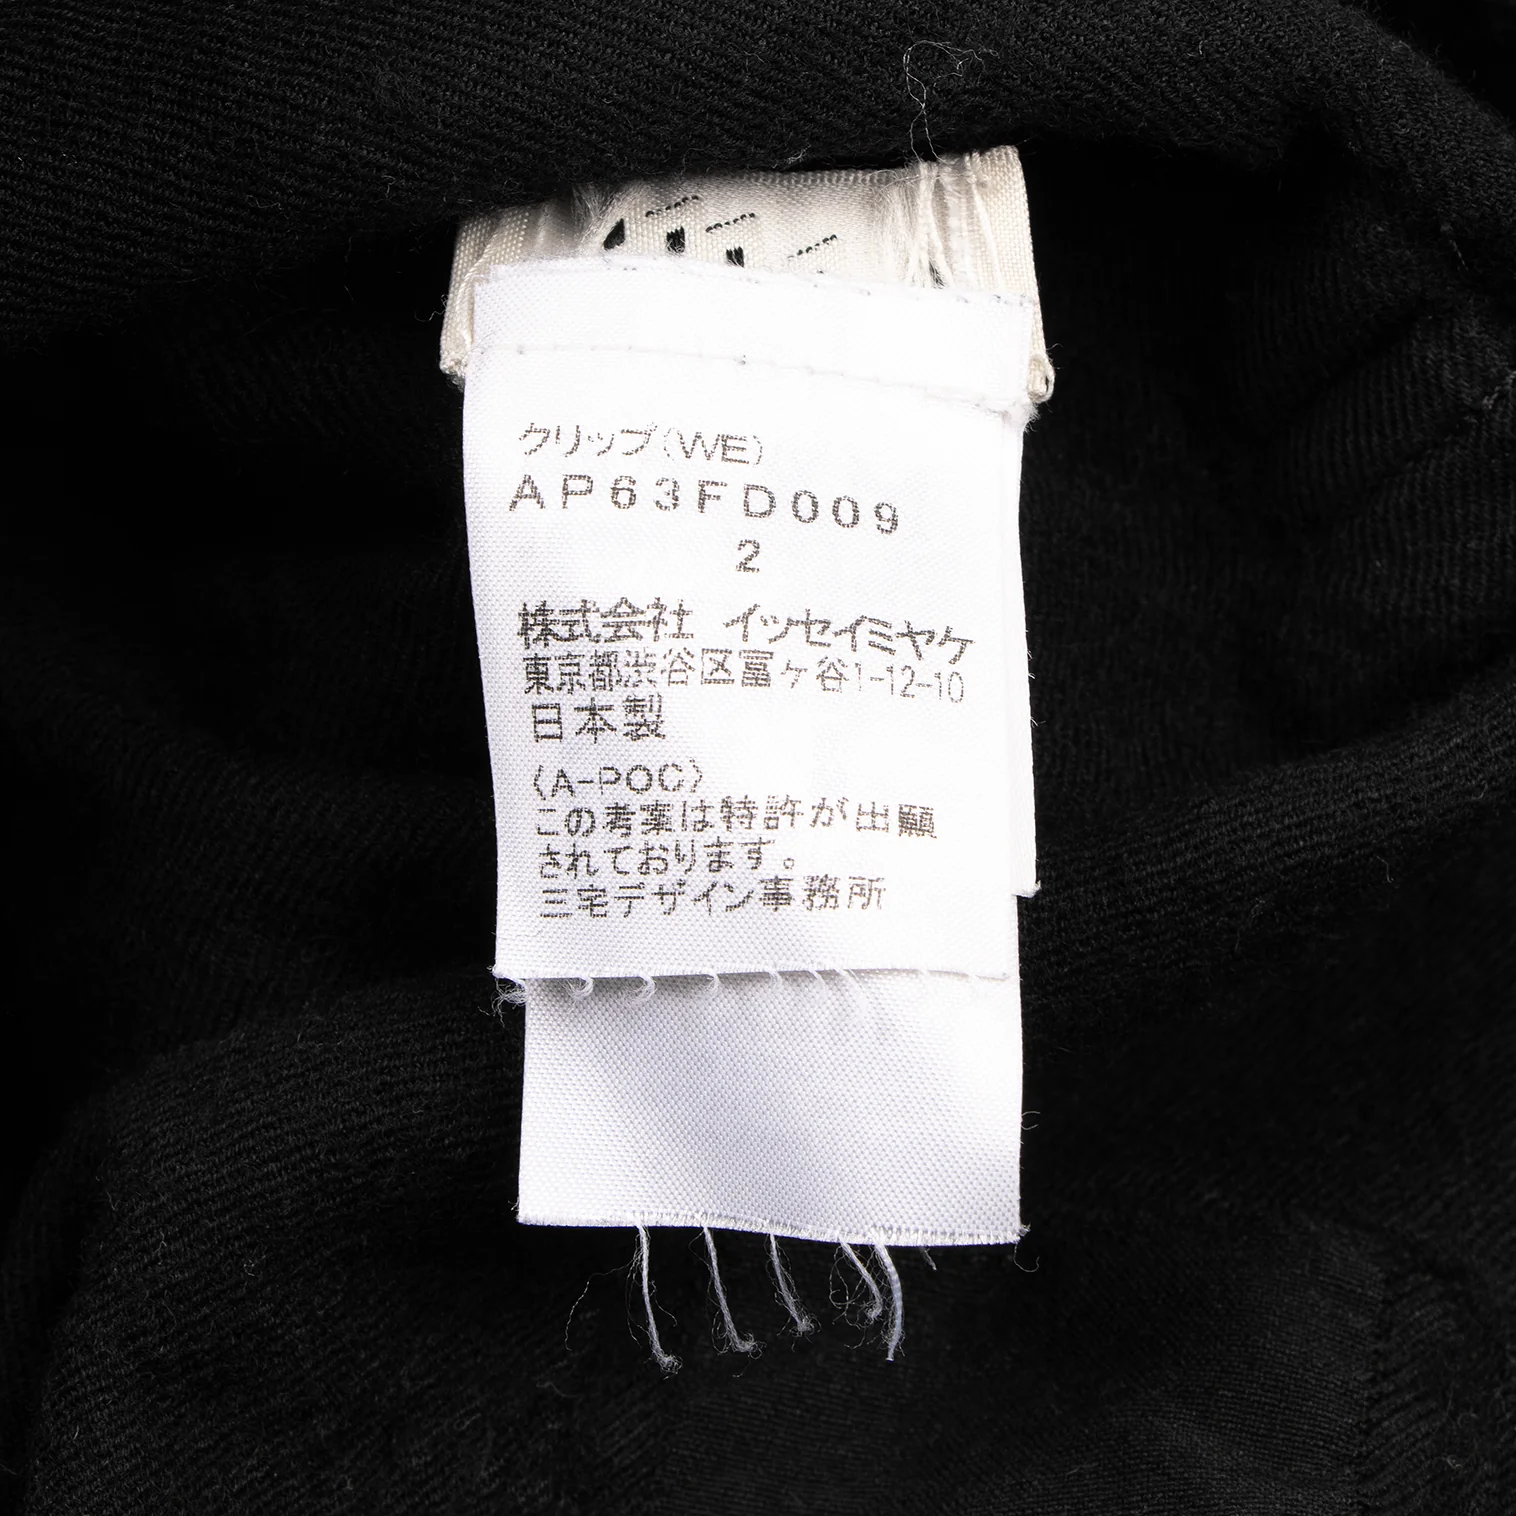 クリップ(WE)
AP63FD009
2
株式会社 イッセイミヤケ
東京都渋谷区富ヶ谷1-12-10
日本製
〈A-POC〉
この考案は特許が出願
されております。
三宅デザイン事務所